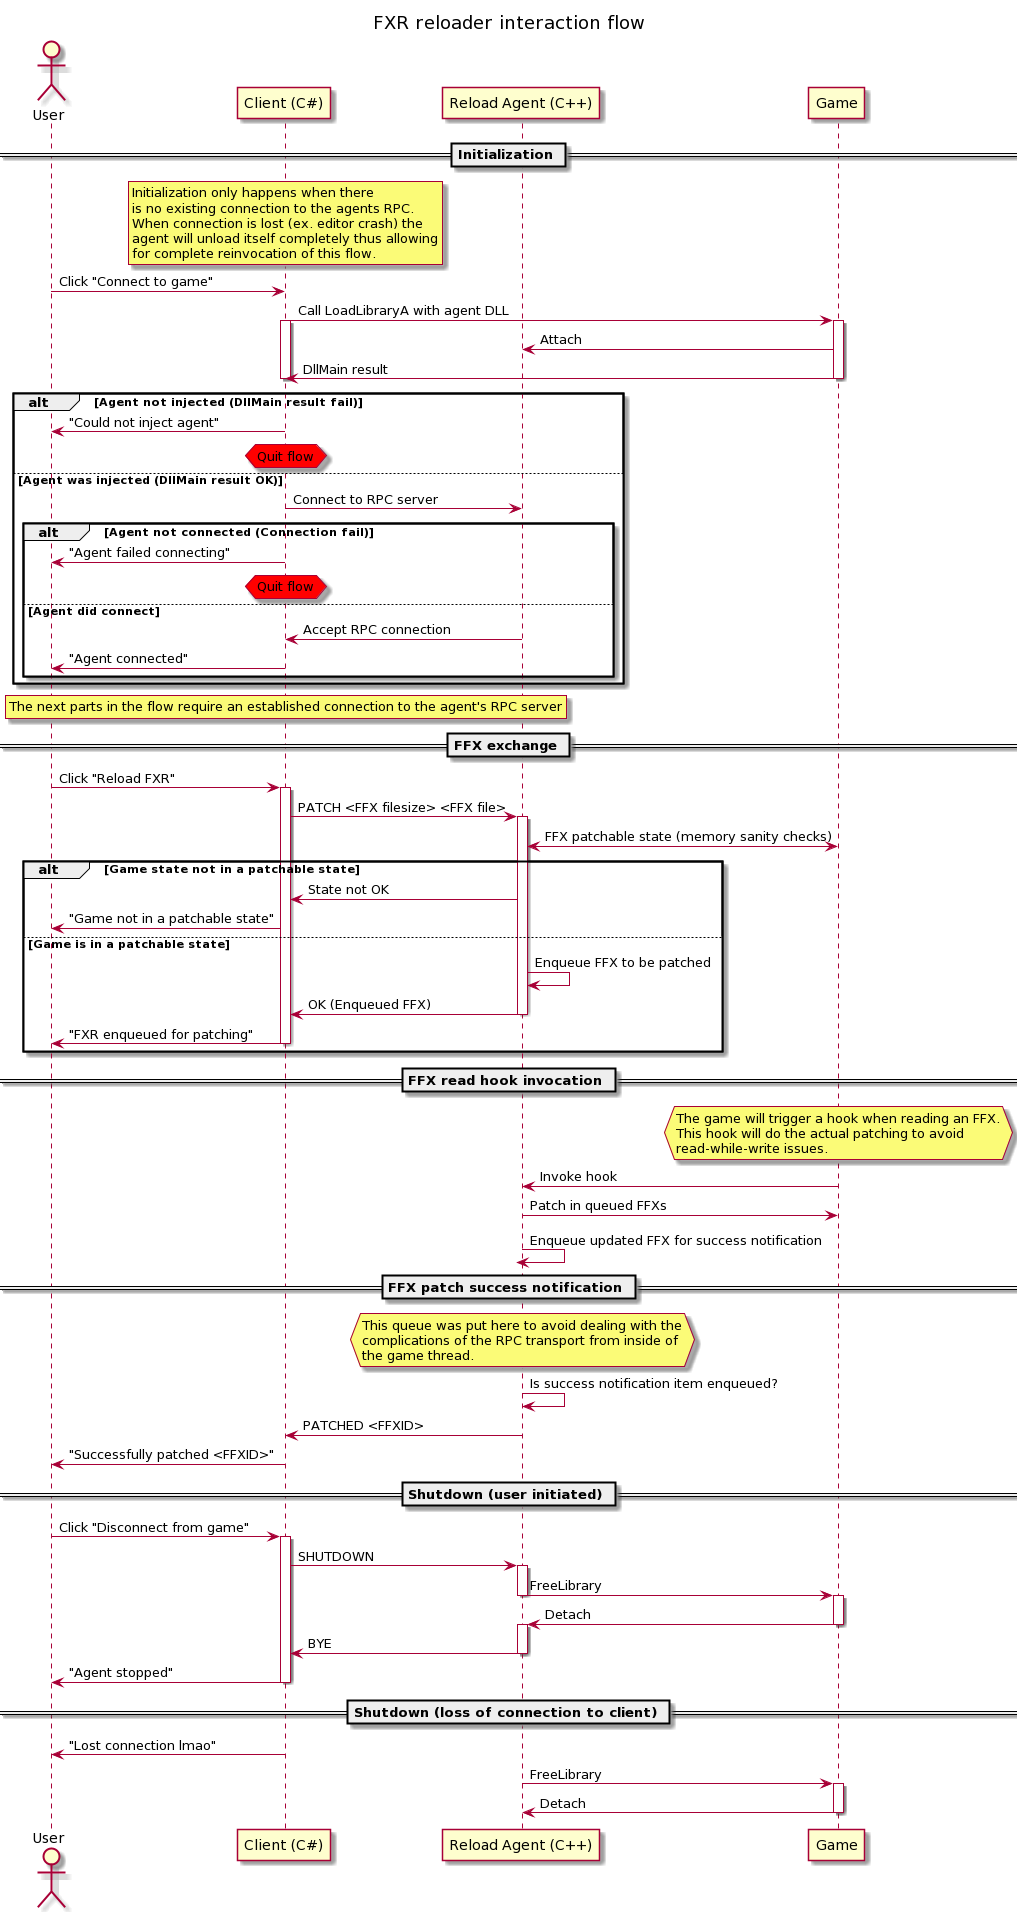 FXR reloader interaction flow
User
Client (C#)
Reload Agent (C++)
Game
Initialization
Initialization only happens when there
is no existing connection to the agents RPC.
When connection is lost (ex. editor crash) the
agent will unload itself completely thus allowing
for complete reinvocation of this flow.
Click "Connect to game"
Call LoadLibraryA with agent DLL
Attach
DllMain result
alt [Agent not injected (DllMain result fail)]
"Could not inject agent"
Quit flow
[Agent was injected (DllMain result OK)]
Connect to RPC server
alt [Agent not connected (Connection fail)]
"Agent failed connecting"
Quit flow
[Agent did connect]
Accept RPC connection
"Agent connected"
The next parts in the flow require an established connection to the agent's RPC server
FFX exchange
Click "Reload FXR"
PATCH <FFX filesize> <FFX file>
FFX patchable state (memory sanity checks)
alt [Game state not in a patchable state]
State not OK
"Game not in a patchable state"
[Game is in a patchable state]
Enqueue FFX to be patched
OK (Enqueued FFX)
"FXR enqueued for patching"
FFX read hook invocation
The game will trigger a hook when reading an FFX.
This hook will do the actual patching to avoid
read-while-write issues.
Invoke hook
Patch in queued FFXs
Enqueue updated FFX for success notification
FFX patch success notification
This queue was put here to avoid dealing with the
complications of the RPC transport from inside of
the game thread.
Is success notification item enqueued?
PATCHED <FFXID>
"Successfully patched <FFXID>"
Shutdown (user initiated)
Click "Disconnect from game"
SHUTDOWN
FreeLibrary
Detach
BYE
"Agent stopped"
Shutdown (loss of connection to client)
"Lost connection lmao"
FreeLibrary
Detach
User
Client (C#)
Reload Agent (C++)
Game